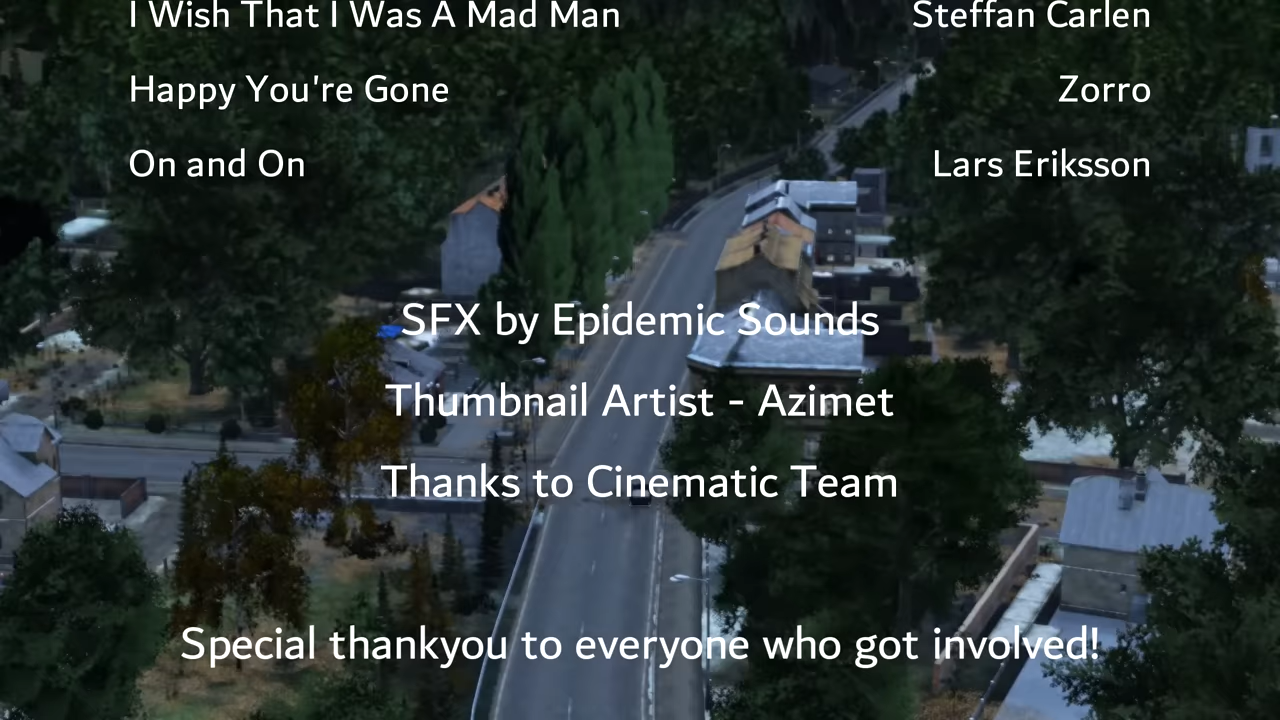 I Wish That I Was A Mad Man Steffan Carlen
Happy You're Gone Zorro
On and On Lars Eriksson
SFX by Epidemic Sounds
Thumbnail Artist - Azimet
Thanks to Cinematic Team
Special thankyou to everyone who got involved!